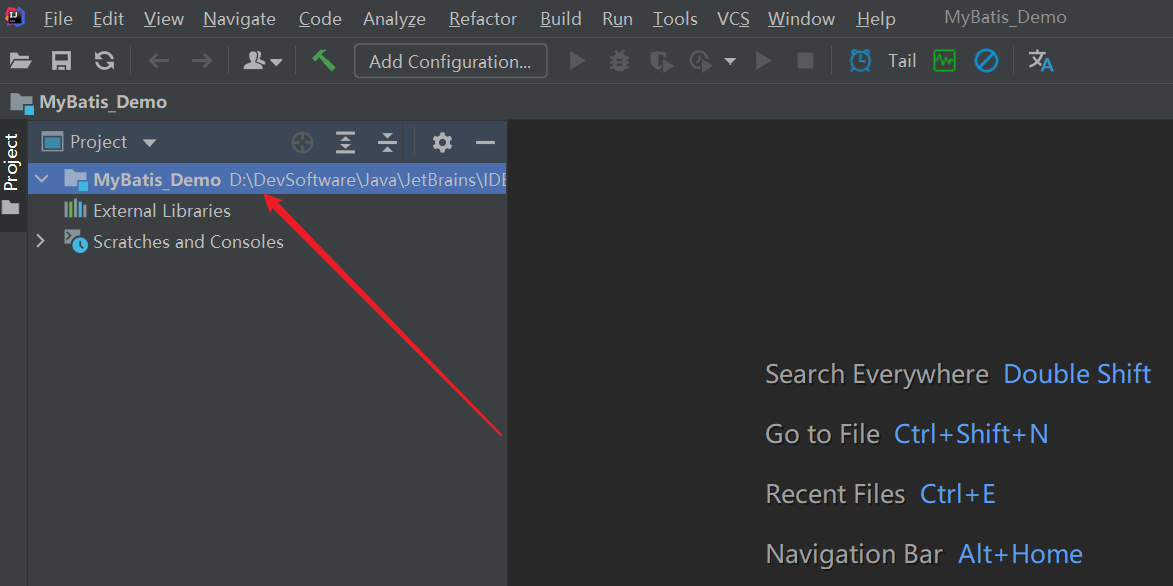 File Edit View Navigate Code Analyze Refactor Build Run Tools VCS Window Help MyBatis_Demo
Add Configuration... Tail
MyBatis_Demo
Project
Project
MyBatis_Demo D:\DevSoftware\Java\JetBrains\IDE
External Libraries
Scratches and Consoles
Search Everywhere Double Shift
Go to File Ctrl+Shift+N
Recent Files Ctrl+E
Navigation Bar Alt+Home